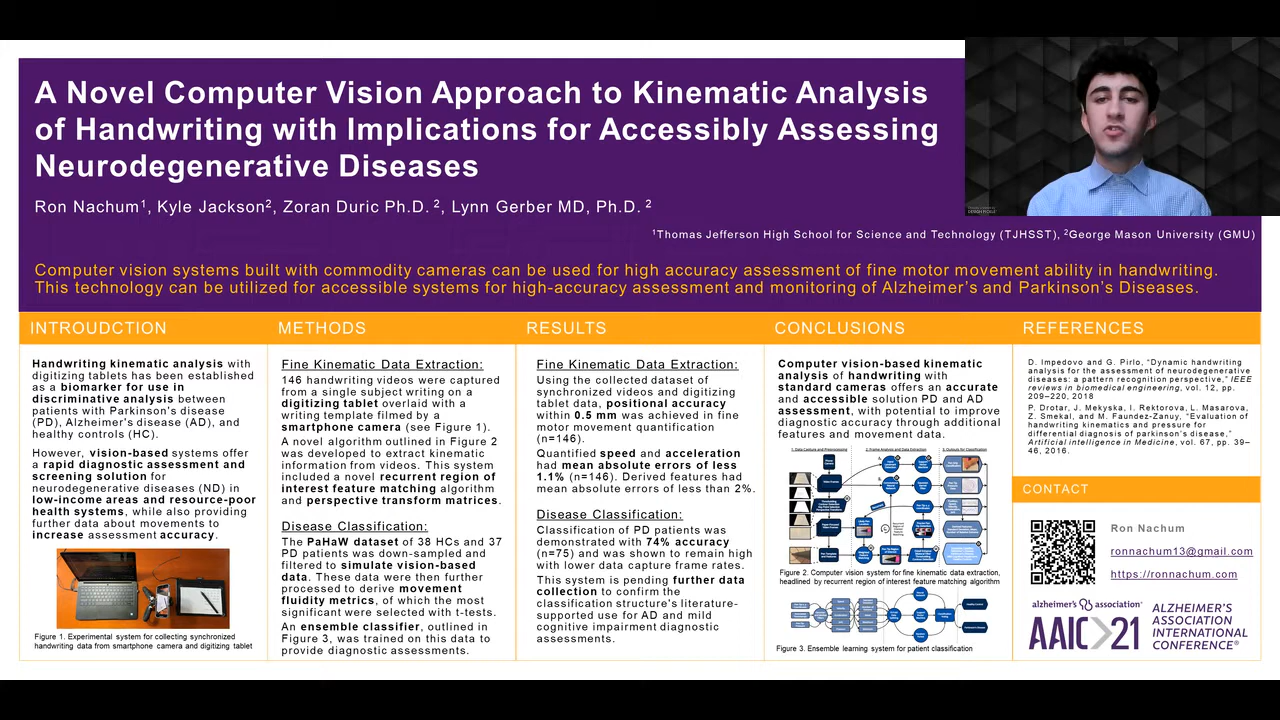 A Novel Computer Vision Approach to Kinematic Analysis
of Handwriting with Implications for Accessibly Assessing
Neurodegenerative Diseases
Ron Nachum¹, Kyle Jackson², Zoran Duric Ph.D. ², Lynn Gerber MD, Ph.D. ²
¹Thomas Jefferson High School for Science and Technology (TJHSST), ²George Mason University (GMU)
Computer vision systems built with commodity cameras can be used for high accuracy assessment of fine motor movement ability in handwriting.
This technology can be utilized for accessible systems for high-accuracy assessment and monitoring of Alzheimer's and Parkinson's Diseases.
INTROUDCTION
Handwriting kinematic analysis with
digitizing tablets has been established
as a biomarker for use in
discriminative analysis between
patients with Parkinson's disease
(PD), Alzheimer's disease (AD), and
healthy controls (HC).
However, vision-based systems offer
a rapid diagnostic assessment and
screening solution for
neurodegenerative diseases (ND) in
low-income areas and resource-poor
health systems, while also providing
further data about movements to
increase assessment accuracy.
Figure 1. Experimental system for collecting synchronized
handwriting data from smartphone camera and digitizing tablet
METHODS
Fine Kinematic Data Extraction:
146 handwriting videos were captured
from a single subject writing on a
digitizing tablet overlaid with a
writing template filmed by a
smartphone camera (see Figure 1).
A novel algorithm outlined in Figure 2
was developed to extract kinematic
information from videos. This system
included a novel recurrent region of
interest feature matching algorithm
and perspective transform matrices.
Disease Classification:
The PaHaW dataset of 38 HCs and 37
PD patients was down-sampled and
filtered to simulate vision-based
data. These data were then further
processed to derive movement
fluidity metrics, of which the most
significant were selected with t-tests.
An ensemble classifier, outlined in
Figure 3, was trained on this data to
provide diagnostic assessments.
RESULTS
Fine Kinematic Data Extraction:
Using the collected dataset of
synchronized videos and digitizing
tablet data, positional accuracy
within 0.5 mm was achieved in fine
motor movement quantification
(n=146).
Quantified speed and acceleration
had mean absolute errors of less
1.1% (n=146). Derived features had
mean absolute errors of less than 2%.
Disease Classification:
Classification of PD patients was
demonstrated with 74% accuracy
(n=75) and was shown to remain high
with lower data capture frame rates.
This system is pending further data
collection to confirm the
classification structure's literature-
supported use for AD and mild
cognitive impairment diagnostic
assessments.
CONCLUSIONS
Computer vision-based kinematic
analysis of handwriting with
standard cameras offers an accurate
and accessible solution PD and AD
assessment, with potential to improve
diagnostic accuracy through additional
features and movement data.
1. Data Capture and Preprocessing
2. Frame Analysis and Data Extraction
3. Outputs for Classification
Figure 2. Computer vision system for fine kinematic data extraction,
headlined by recurrent region of interest feature matching algorithm
Figure 3. Ensemble learning system for patient classification
REFERENCES
D. Impedovo and G. Pirlo, "Dynamic handwriting
analysis for the assessment of neurodegenerative
diseases: a pattern recognition perspective," IEEE
reviews in biomedical engineering, vol. 12, pp.
209–220, 2018
P. Drotar, J. Mekyska, I. Rektorova, L. Masarova,
Z. Smekal, and M. Faundez-Zanuy, "Evaluation of
handwriting kinematics and pressure for
differential diagnosis of parkinson's disease,"
Artificial intelligence in Medicine, vol. 67, pp. 39–
46, 2016.
CONTACT
Ron Nachum
ronnachum13@gmail.com
https://ronnachum.com
alzheimer's association®
AAIC>21
ALZHEIMER'S
ASSOCIATION
INTERNATIONAL
CONFERENCE®